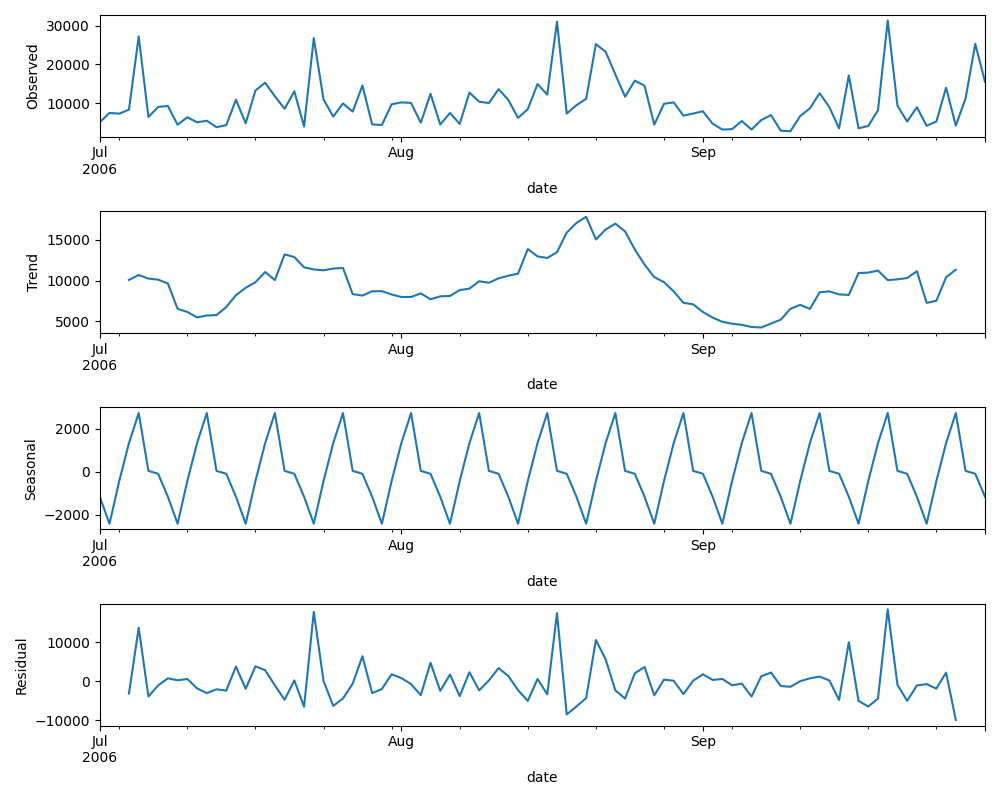 30000
20000
10000
Observed
Jul
2006
Aug
Sep
date
15000
10000
5000
Trend
Jul
2006
Aug
Sep
date
2000
0
−2000
Seasonal
Jul
2006
Aug
Sep
date
10000
0
−10000
Residual
Jul
2006
Aug
Sep
date